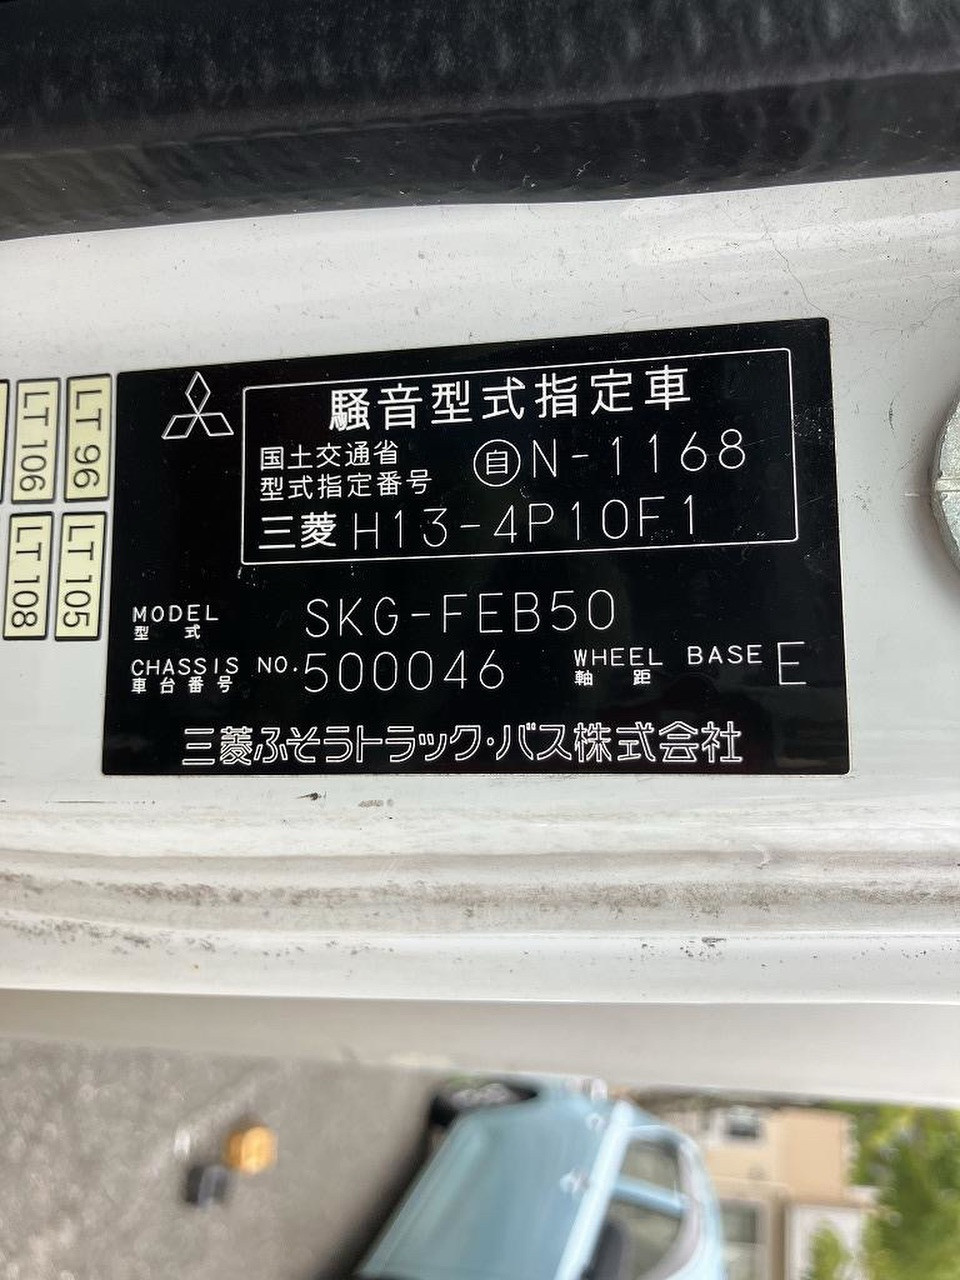 騒音型式指定車
国土交通省
型式指定番号
自N-1168
三菱 H13-4P10F1
MODEL SKG-FEB50
型式
CHASSIS NO. 500046 WHEEL BASE E
車台番号 軸距
三菱ふそうトラック・バス株式会社
LT 96
LT 106
LT 105
LT 108